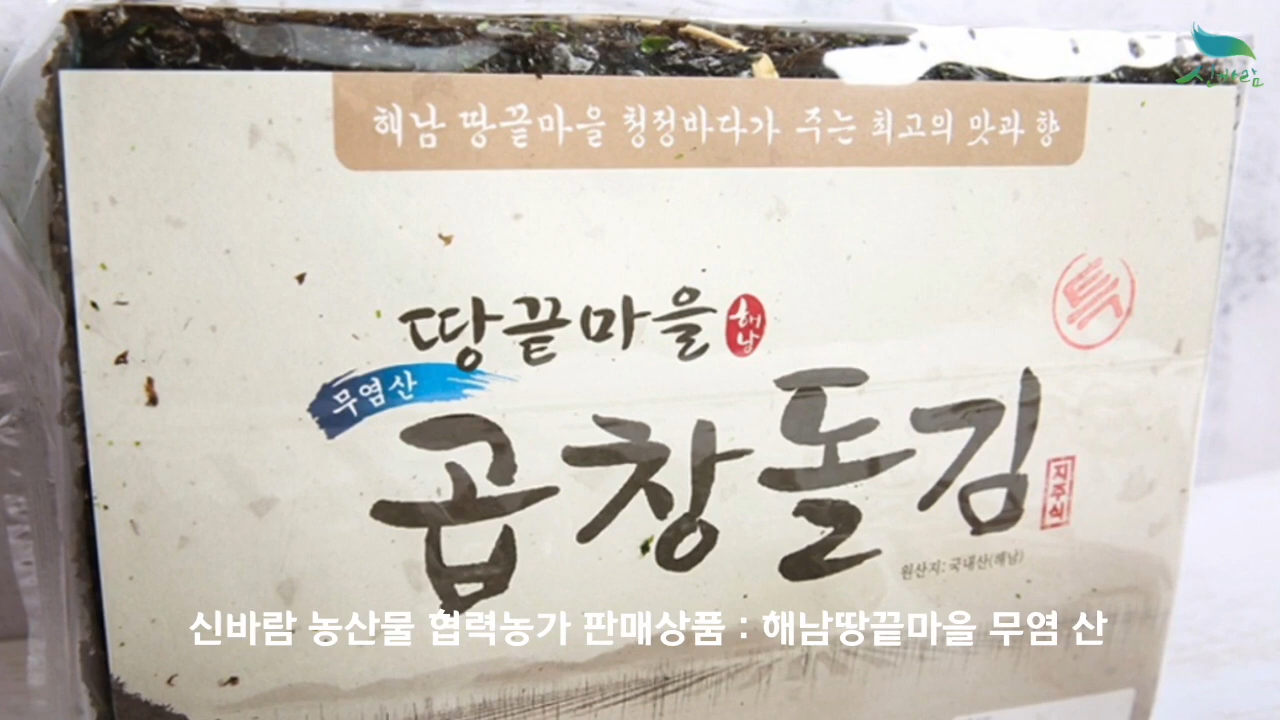 신바람
해남 땅끝마을 청정바다가 주는 최고의 맛과 향
특
땅끝마을 해남
무염산
곱창돌김
지주식
원산지: 국내산(해남)
신바람 농산물 협력농가 판매상품 : 해남땅끝마을 무염 산